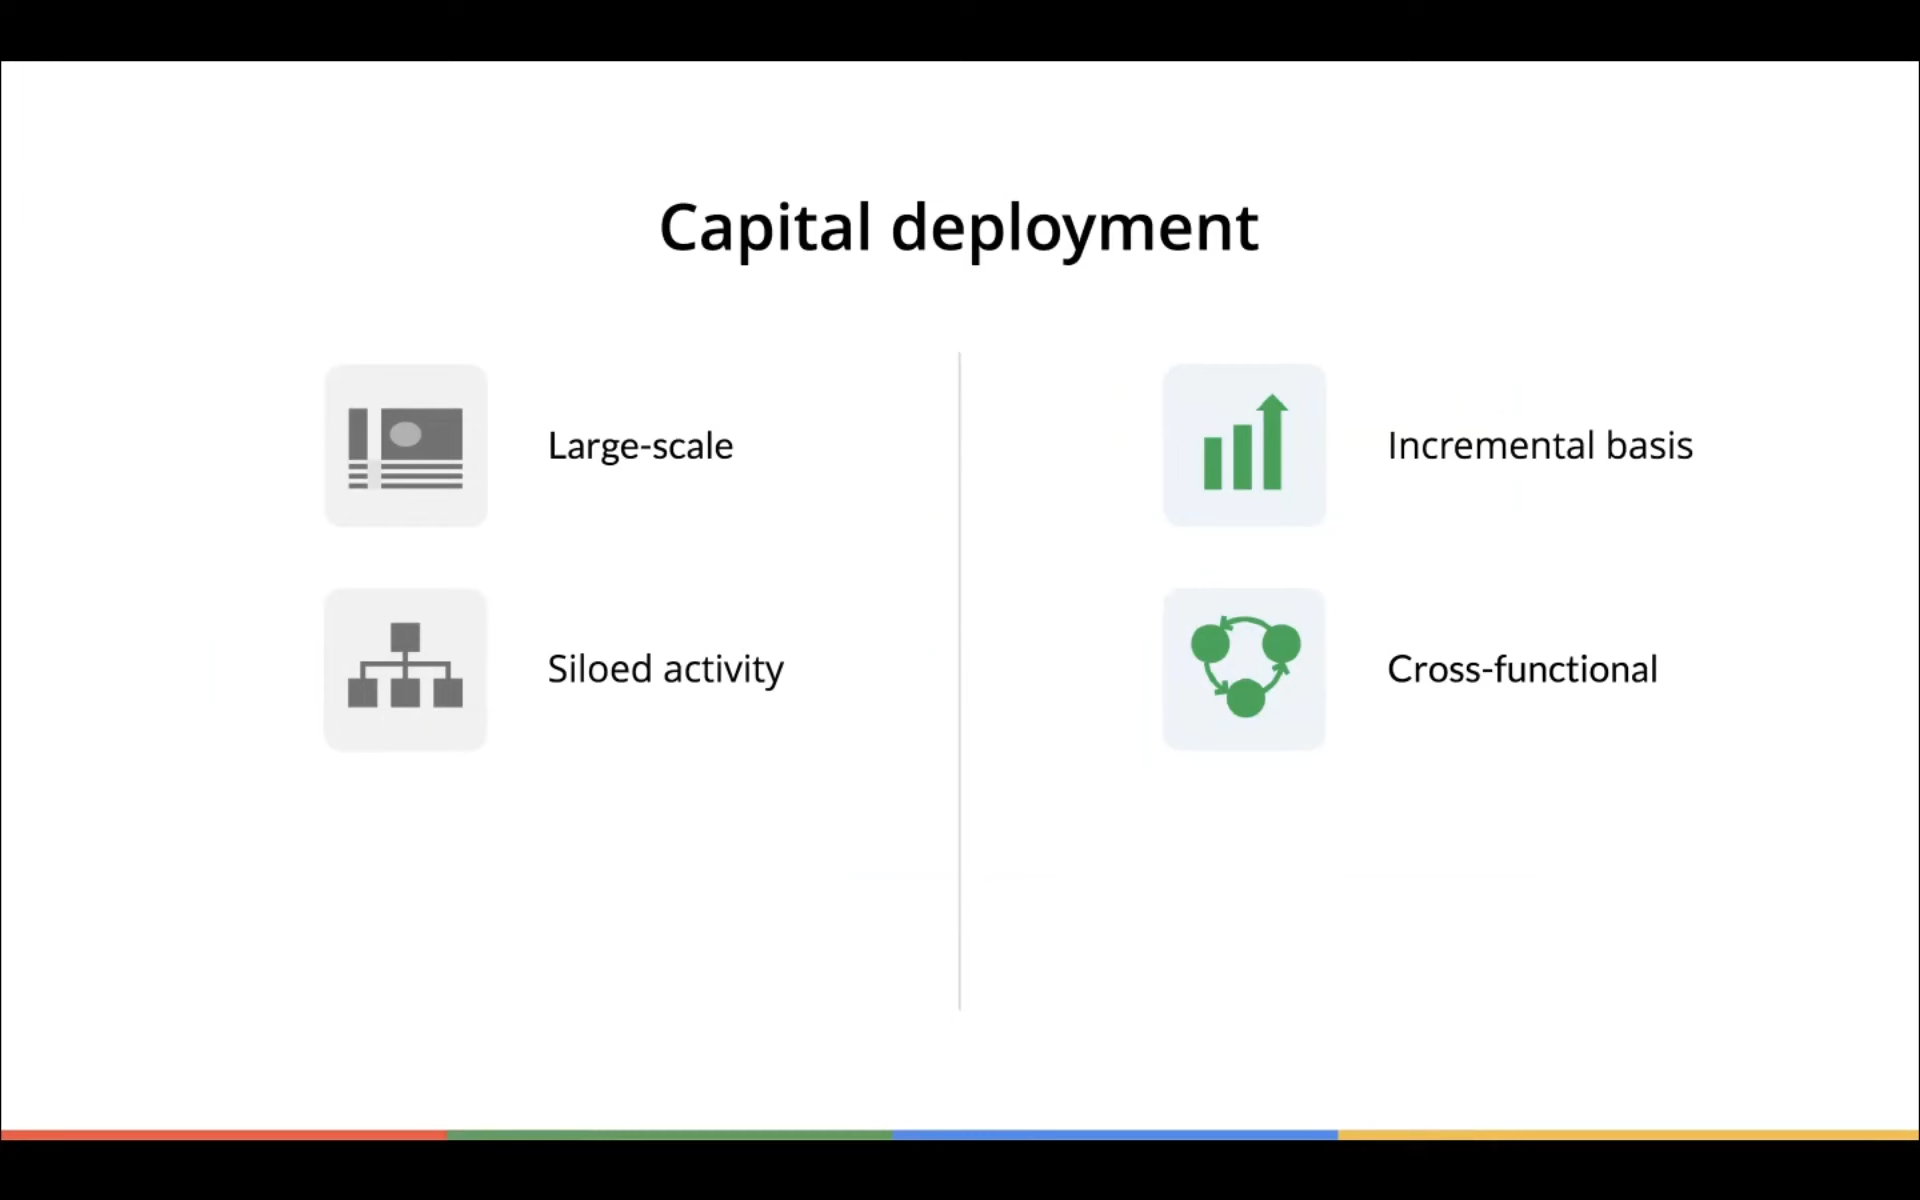 Capital deployment
Large-scale
Siloed activity
Incremental basis
Cross-functional